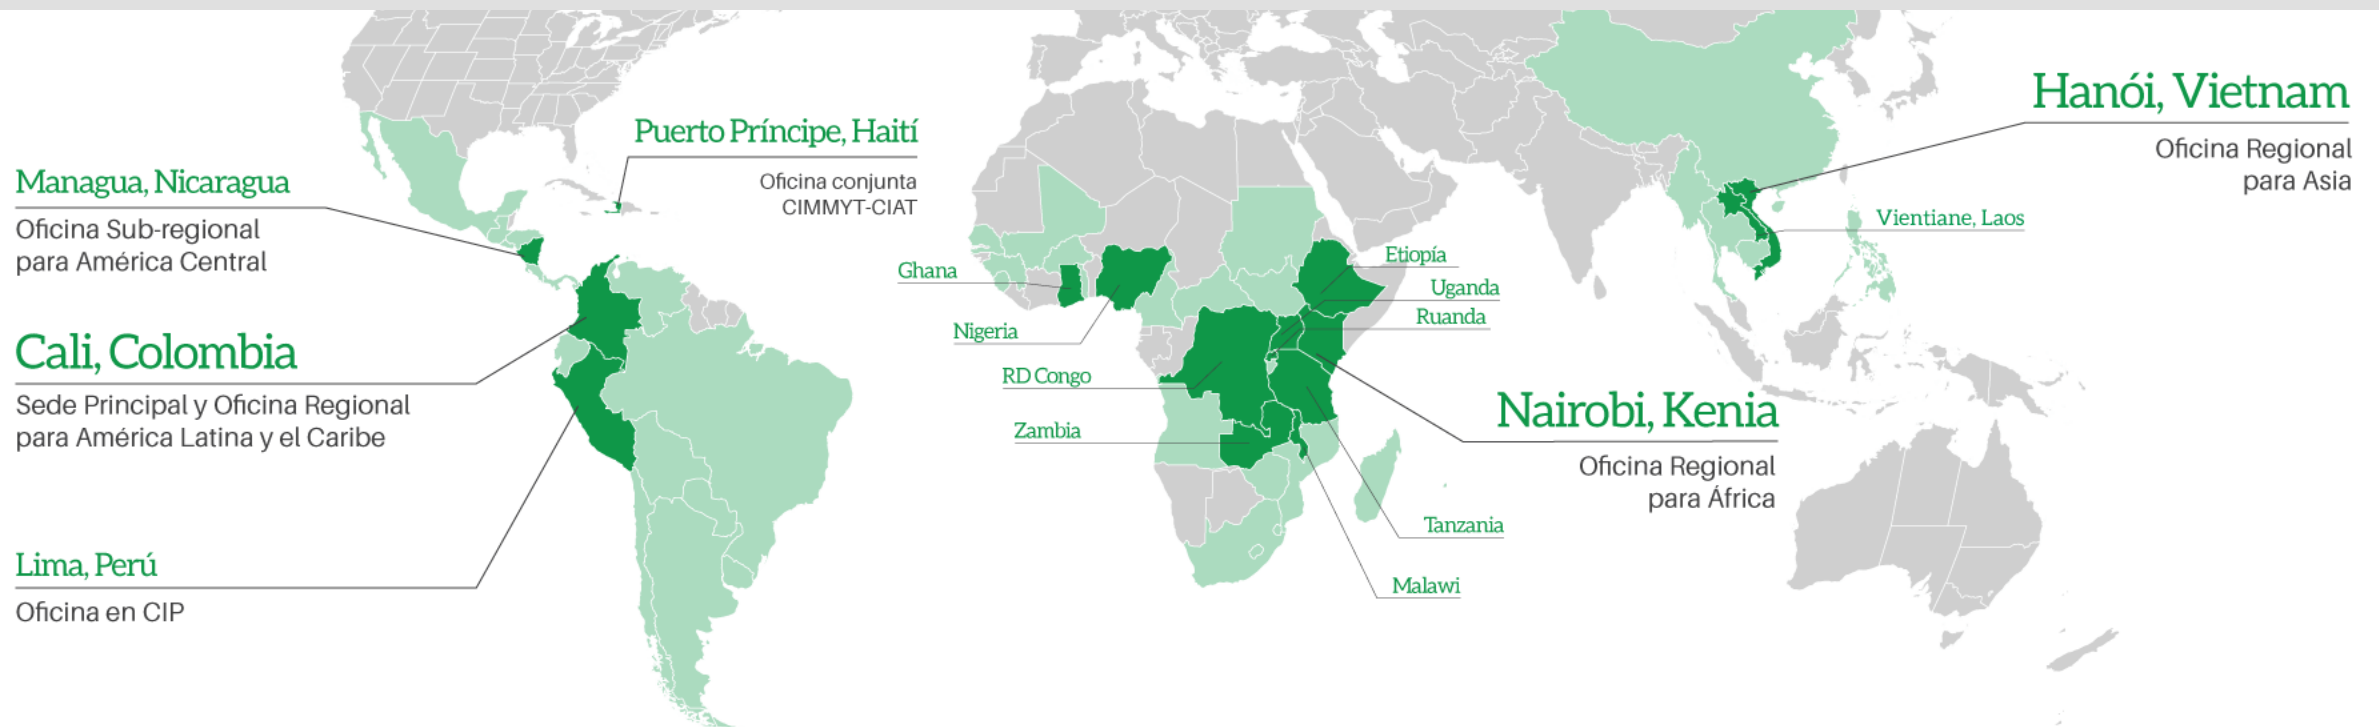 Managua, Nicaragua
Oficina Sub-regional
para América Central
Cali, Colombia
Sede Principal y Oficina Regional
para América Latina y el Caribe
Lima, Perú
Oficina en CIP
Puerto Príncipe, Haití
Oficina conjunta
CIMMYT-CIAT
Ghana
Nigeria
RD Congo
Zambia
Etiopía
Uganda
Ruanda
Nairobi, Kenia
Oficina Regional
para África
Tanzania
Malawi
Hanói, Vietnam
Oficina Regional
para Asia
Vientiane, Laos